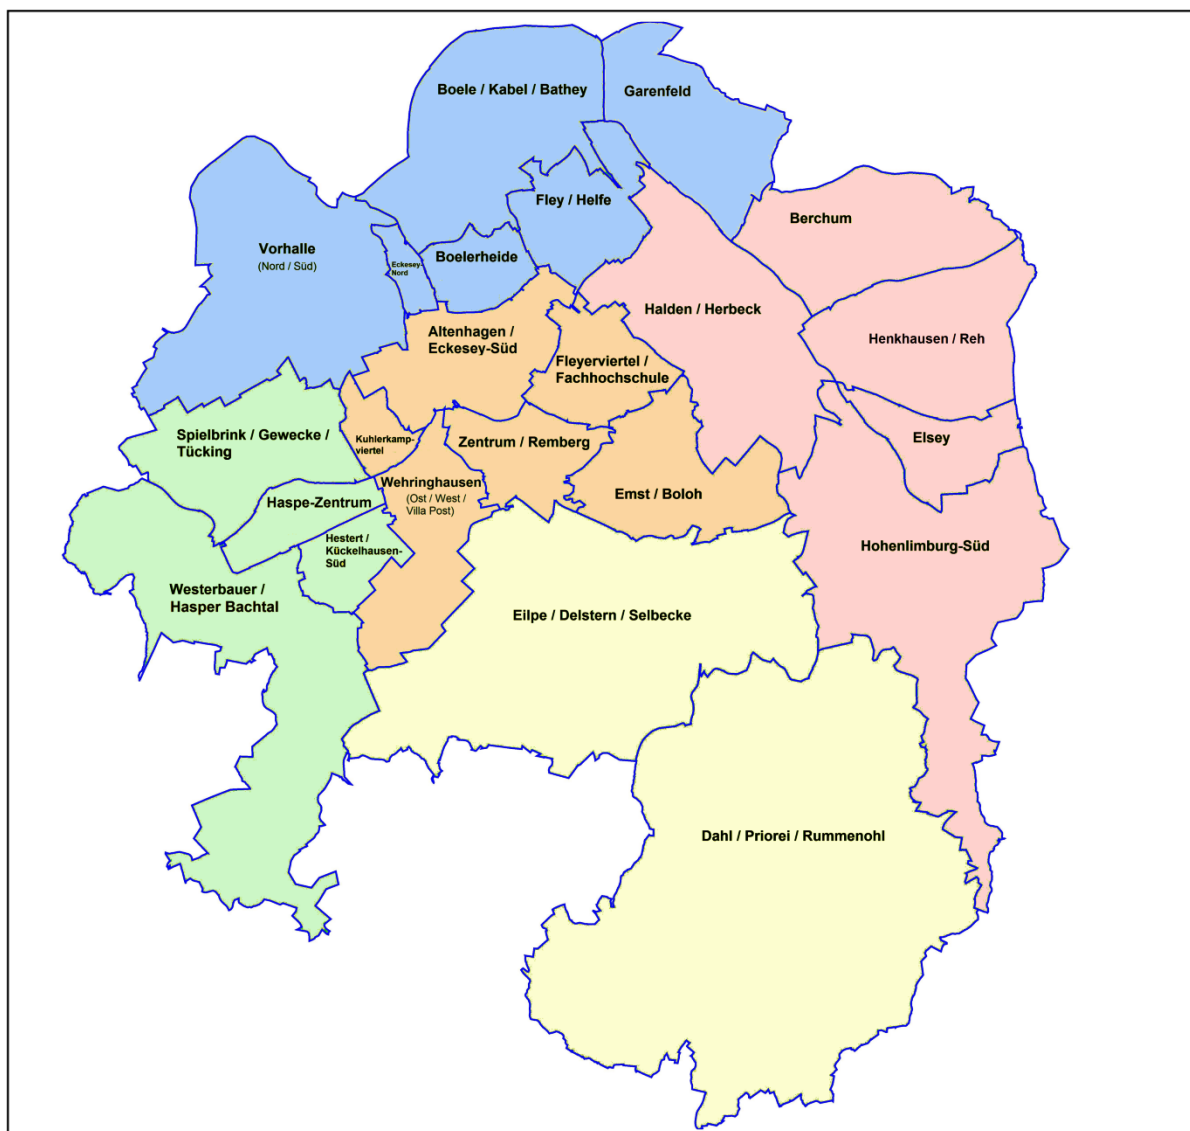 Boele / Kabel / Bathey
Garenfeld
Fley / Helfe
Berchum
Vorhalle
(Nord / Süd)
Eckesey-
Nord
Boelerheide
Halden / Herbeck
Altenhagen /
Eckesey-Süd
Henkhausen / Reh
Fleyerviertel /
Fachhochschule
Spielbrink / Gewecke /
Tücking
Kuhlerkamp-
viertel
Zentrum / Remberg
Elsey
Wehringhausen
(Ost / West /
Villa Post)
Haspe-Zentrum
Emst / Boloh
Hestert /
Kückelhausen-
Süd
Hohenlimburg-Süd
Westerbauer /
Hasper Bachtal
Eilpe / Delstern / Selbecke
Dahl / Priorei / Rummenohl